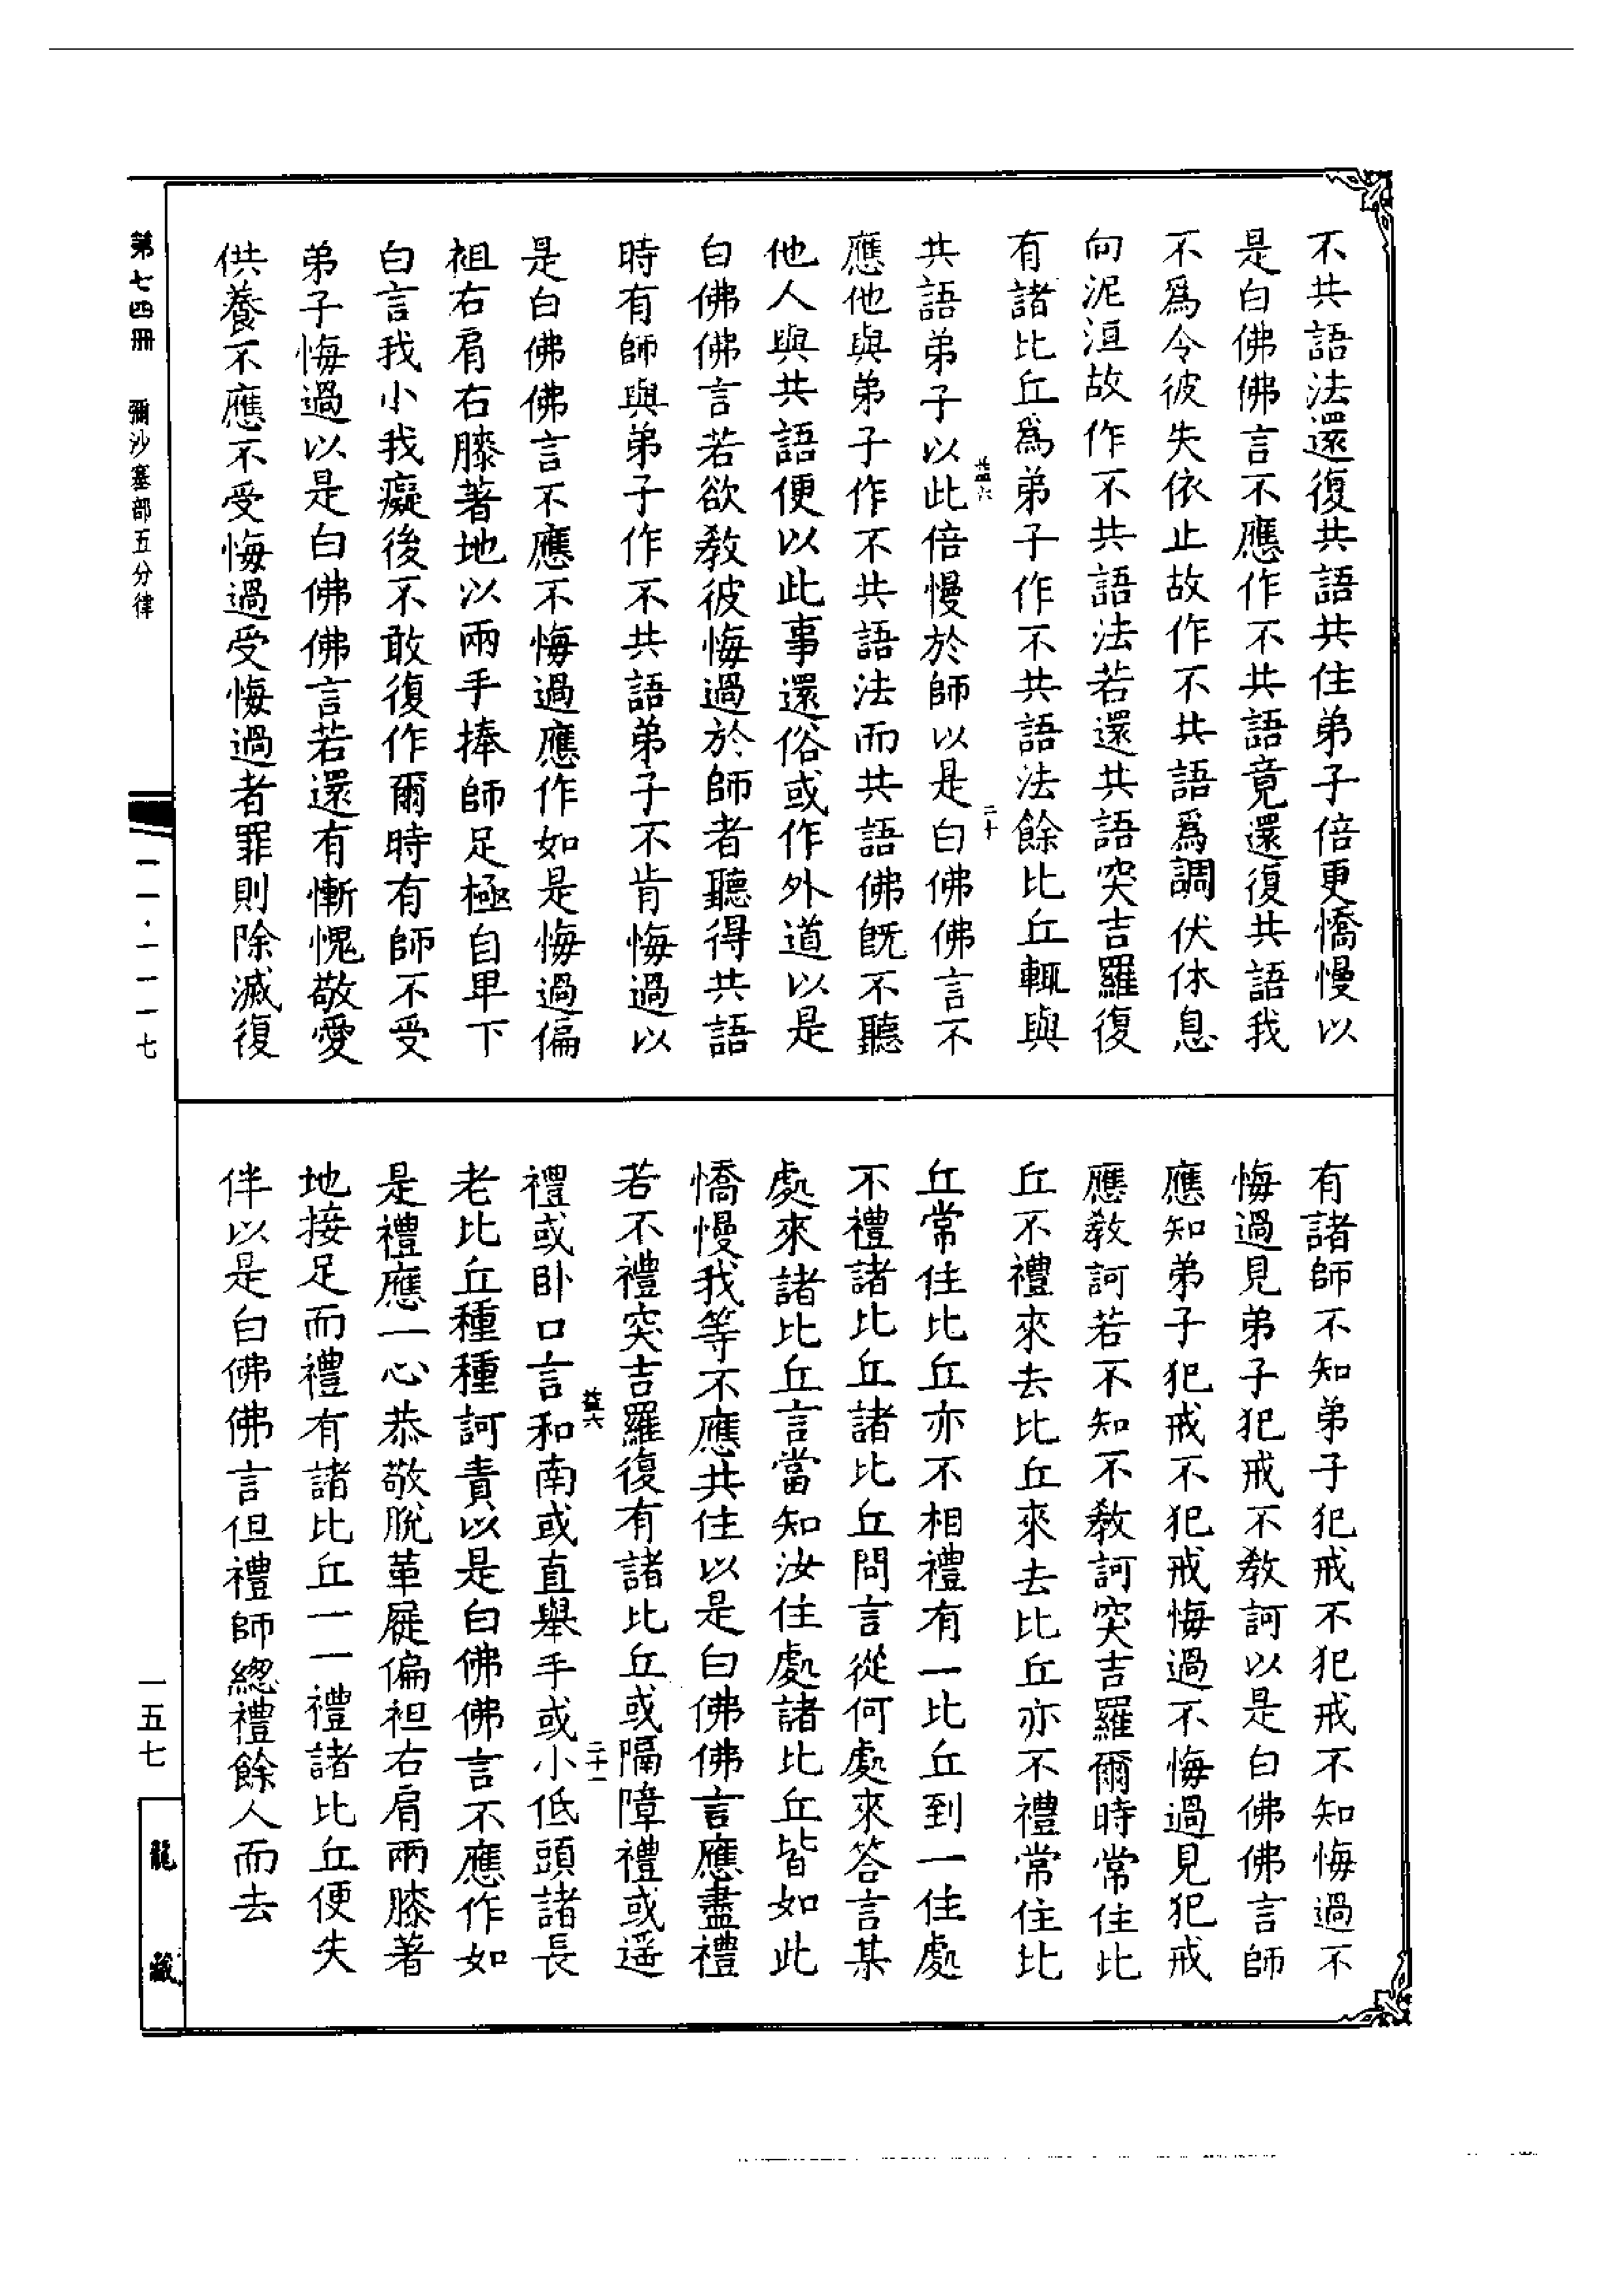 不共語法還復共語共住弟子倍更憍慢以
是白佛佛言不應作不共語竟還復共語我
不爲令彼失依止故作不共語爲調伏休息
向泥洹故作不共語法若還共語突吉羅復
有諸比丘爲弟子作不共語法餘比丘輒與
共語弟子以此倍慢於師以是白佛佛言不
益六
二十
應他與弟子作不共語法而共語佛既不聽
他人與共語便以此事還俗或作外道以是
白佛佛言若欲敎彼悔過於師者聽得共語
時有師與弟子作不共語弟子不肯悔過以
是白佛佛言不應不悔過應作如是悔過偏
袒右肩右膝著地以兩手捧師足極自卑下
白言我小我癡後不敢復作爾時有師不受
弟子悔過以是白佛佛言若還有慚愧敬愛
供養不應不受悔過受悔過者罪則除滅復
有諸師不知弟子犯戒不犯戒不知悔過不
悔過見弟子犯戒不敎訶以是白佛佛言師
應知弟子犯戒不犯戒悔過不悔過見犯戒
應敎訶若不知不敎訶突吉羅爾時常住比
丘不禮來去比丘來去比丘亦不禮常住比
丘常住比丘亦不相禮有一比丘到一住處
不禮諸比丘諸比丘問言從何處來答言某
處來諸比丘言當知汝住處諸比丘皆如此
憍慢我等不應共住以是白佛佛言應盡禮
若不禮突吉羅復有諸比丘或隔障禮或遥
禮或卧口言和南或直舉手或小低頭諸長
益六
二十一
老比丘種種訶責以是白佛佛言不應作如
是禮應一心恭敬脫革屣偏袒右肩兩膝著
地接足而禮有諸比丘一一禮諸比丘便失
伴以是白佛佛言但禮師總禮餘人而去
第七四冊 彌沙塞部五分律
一一·一一一七
一五七
龍藏